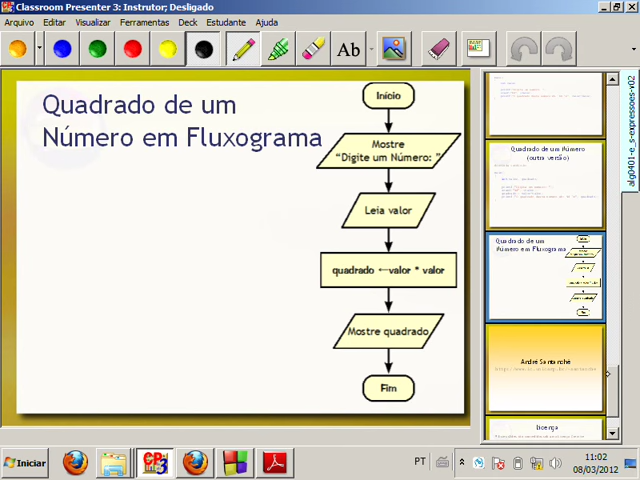 Classroom Presenter 3: Instrutor; Desligado
Arquivo Editar Visualizar Ferramentas Deck Estudante Ajuda
Ab
Quadrado de um
Número em Fluxograma
Início
Mostre
"Digite um Número: "
Leia valor
quadrado ←valor * valor
Mostre quadrado
Fim
Quadrado de um Número
(outra versão)
Quadrado de um
Número em Fluxograma
André Santanchè
Licença
alg0401-e_s-expressoes-v02
Iniciar
PT
11:02
08/03/2012